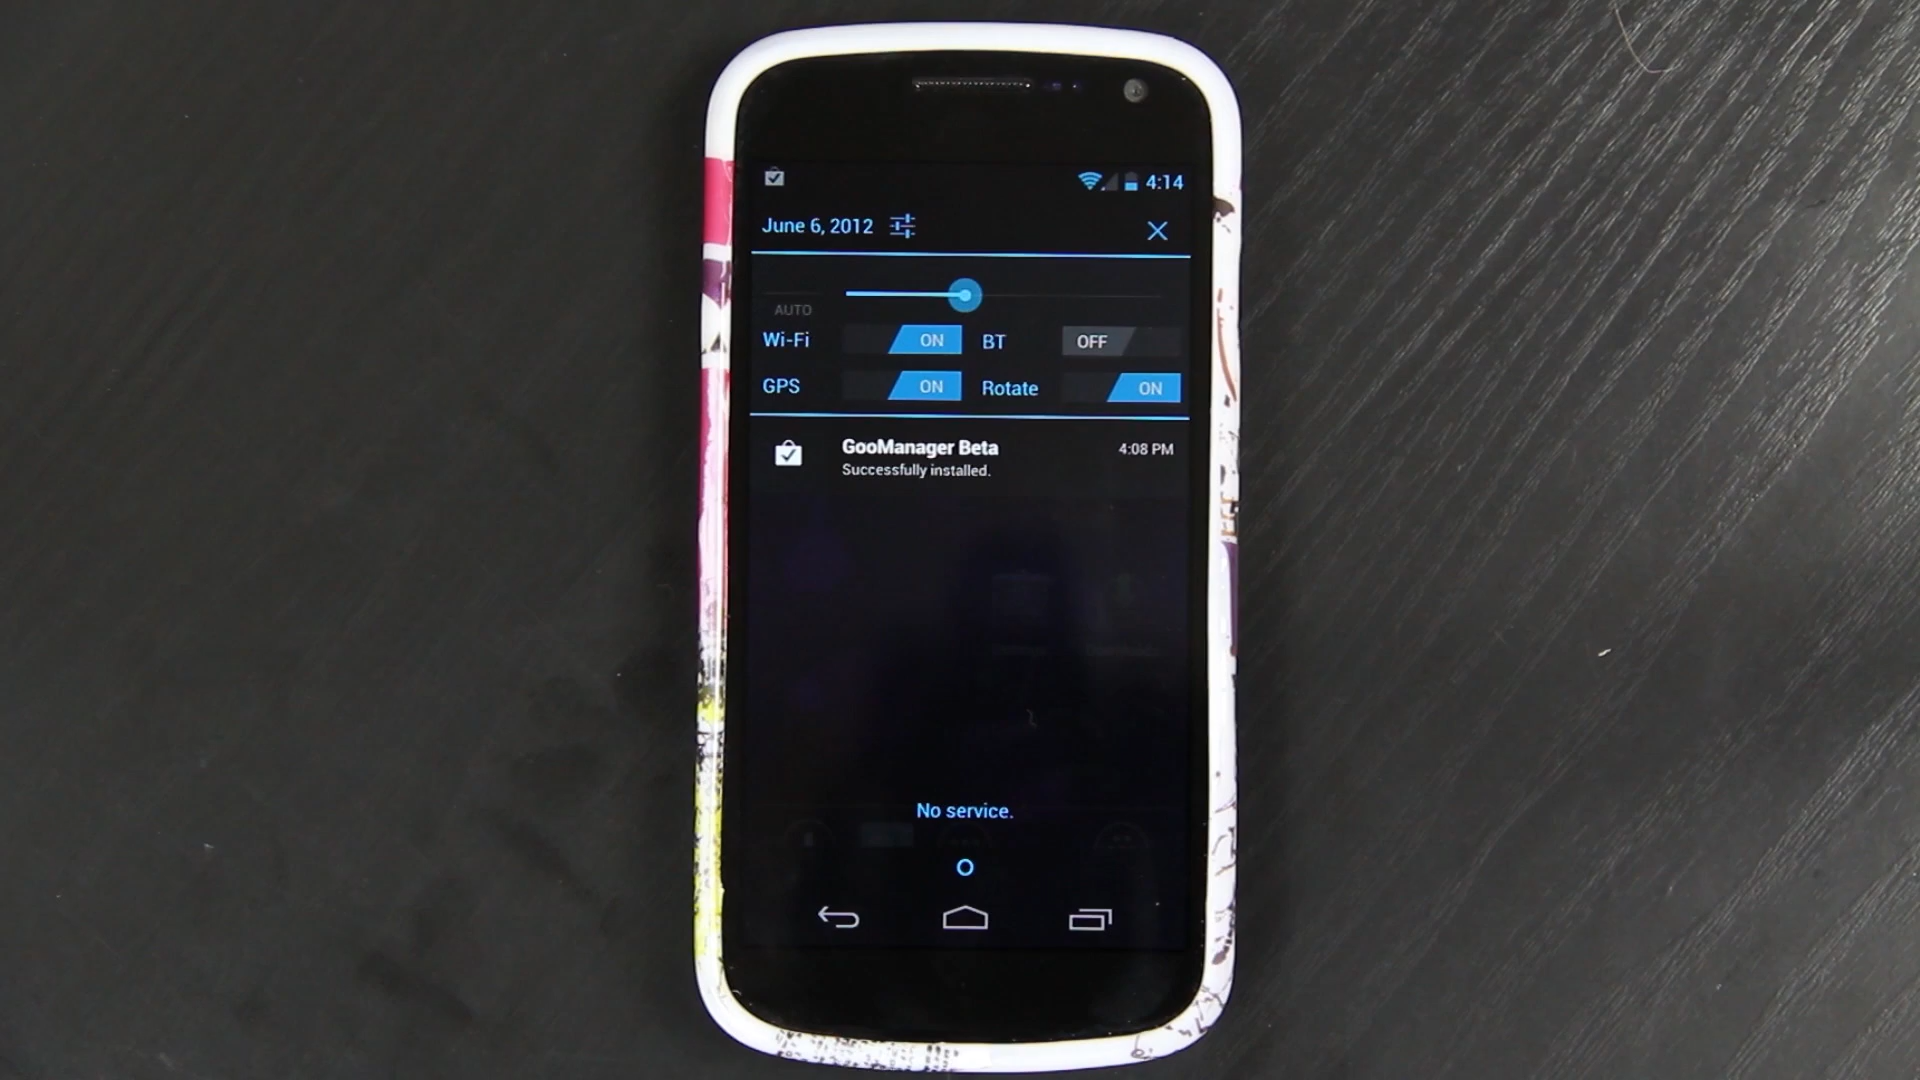 4:14
June 6, 2012
AUTO
Wi-Fi ON BT OFF
GPS ON Rotate ON
GooManager Beta 4:08 PM
Successfully installed.
No service.